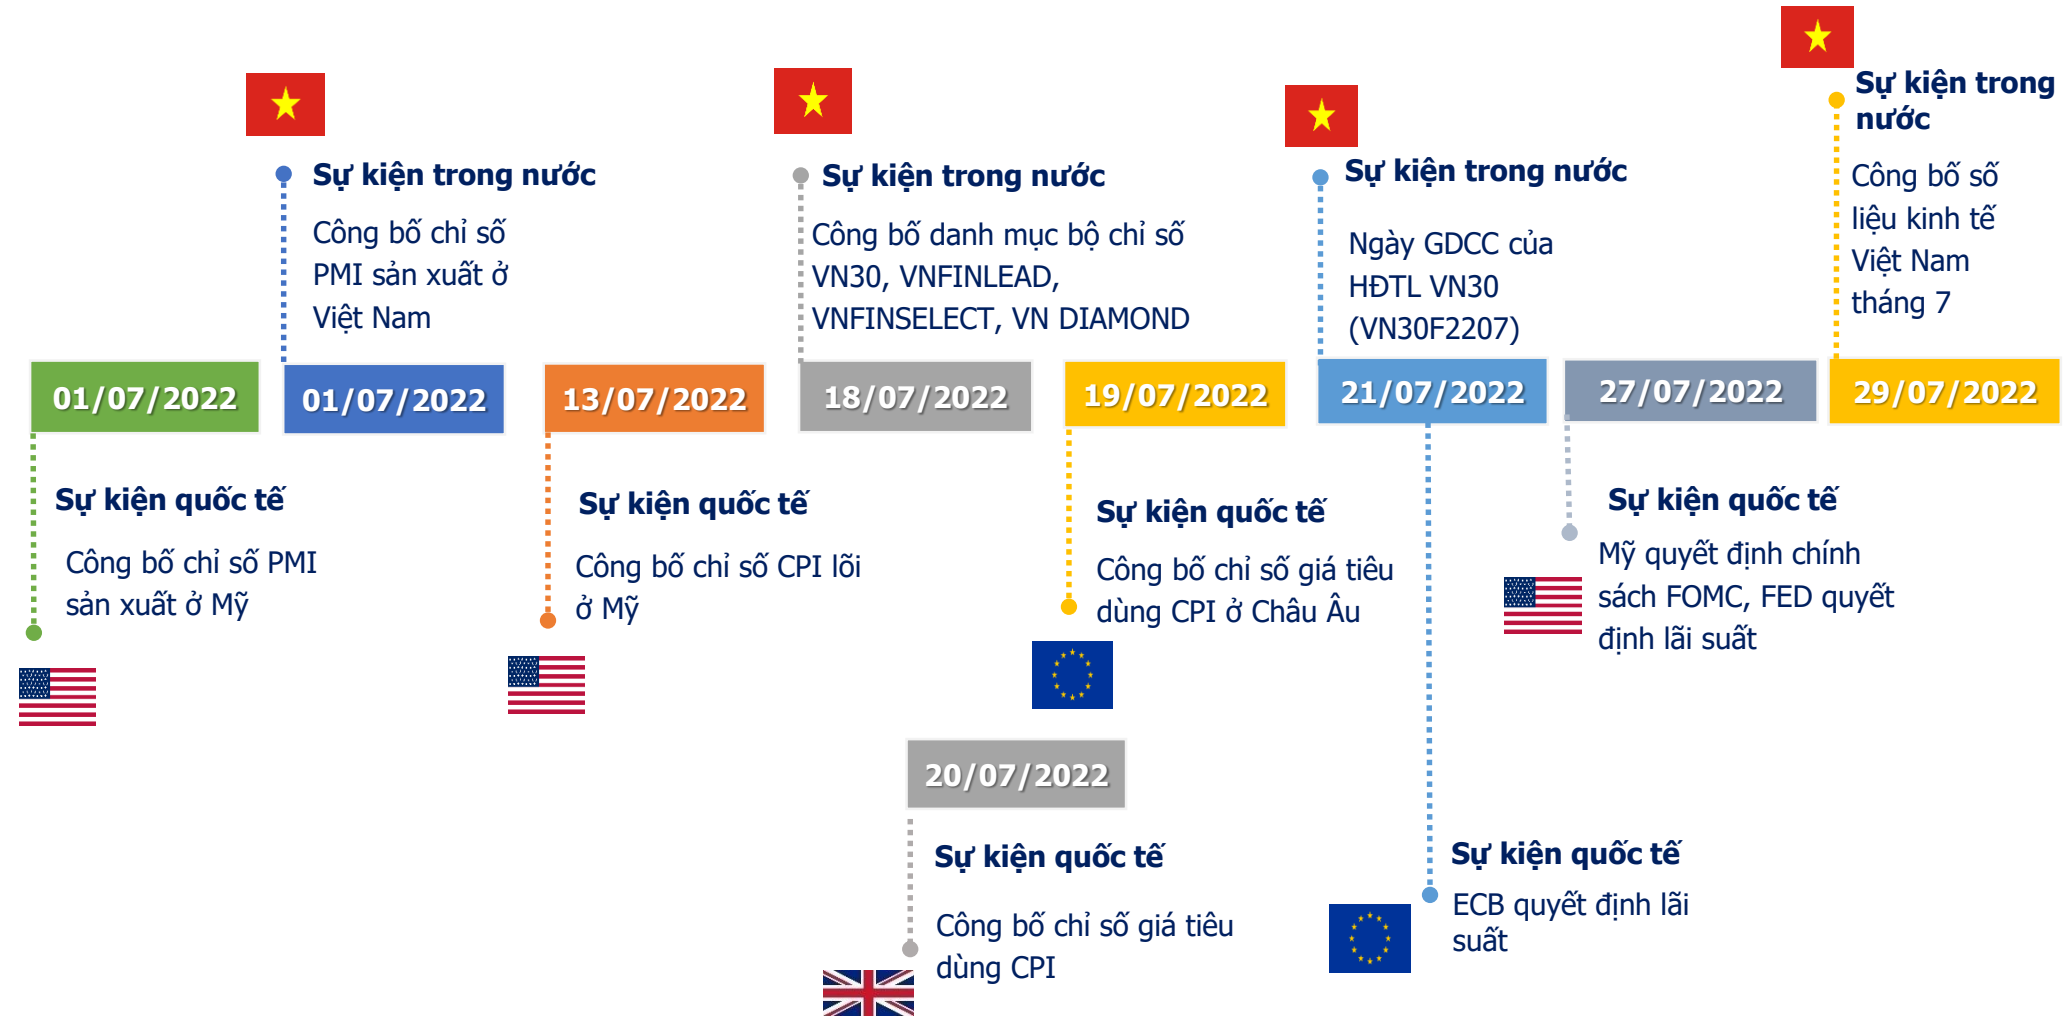 Sự kiện trong
nước
Công bố số
liệu kinh tế
Việt Nam
tháng 7
Sự kiện trong nước
Công bố chỉ số
PMI sản xuất ở
Việt Nam
Sự kiện trong nước
Công bố danh mục bộ chỉ số
VN30, VNFINLEAD,
VNFINSELECT, VN DIAMOND
Sự kiện trong nước
Ngày GDCC của
HĐTL VN30
(VN30F2207)
01/07/2022
01/07/2022
13/07/2022
18/07/2022
19/07/2022
21/07/2022
27/07/2022
29/07/2022
Sự kiện quốc tế
Công bố chỉ số PMI
sản xuất ở Mỹ
Sự kiện quốc tế
Công bố chỉ số CPI lõi
ở Mỹ
Sự kiện quốc tế
Công bố chỉ số giá tiêu
dùng CPI ở Châu Âu
Sự kiện quốc tế
Mỹ quyết định chính
sách FOMC, FED quyết
định lãi suất
20/07/2022
Sự kiện quốc tế
Công bố chỉ số giá tiêu
dùng CPI
Sự kiện quốc tế
ECB quyết định lãi
suất